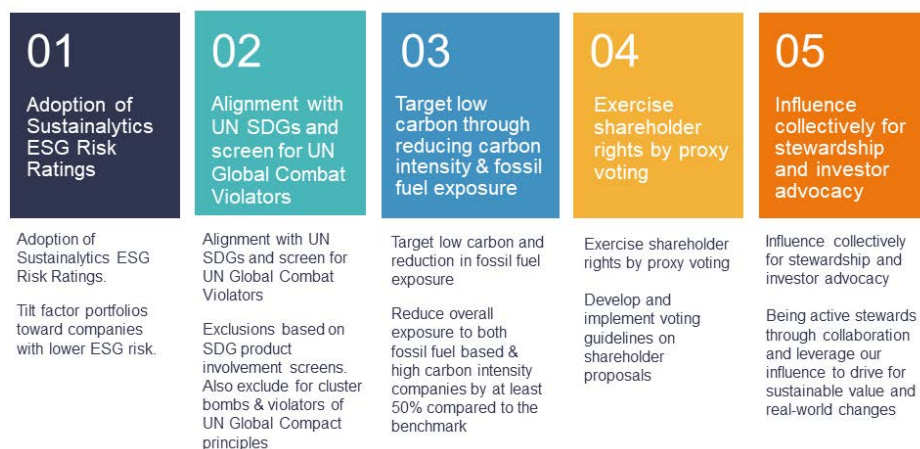 01
Adoption of
Sustainalytics
ESG Risk
Ratings
Adoption of
Sustainalytics ESG
Risk Ratings.
Tilt factor portfolios
toward companies
with lower ESG risk.
02
Alignment with
UN SDGs and
screen for UN
Global Combat
Violators
Alignment with UN
SDGs and screen for
UN Global Combat
Violators
Exclusions based on
SDG product
involvement screens.
Also exclude for cluster
bombs & violators of
UN Global Compact
principles
03
Target low
carbon through
reducing carbon
intensity & fossil
fuel exposure
Target low carbon and
reduction in fossil fuel
exposure
Reduce overall
exposure to both
fossil fuel based &
high carbon intensity
companies by at least
50% compared to the
benchmark
04
Exercise
shareholder
rights by proxy
voting
Exercise shareholder
rights by proxy voting
Develop and
implement voting
guidelines on
shareholder
proposals
05
Influence
collectively for
stewardship
and investor
advocacy
Influence collectively
for stewardship and
investor advocacy
Being active stewards
through collaboration
and leverage our
influence to drive for
sustainable value and
real-world changes